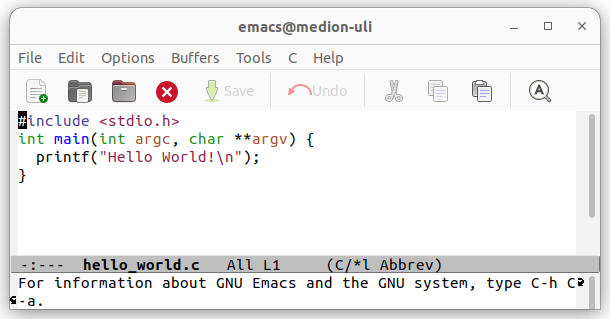 emacs@medion-uli
File Edit Options Buffers Tools C Help
Save Undo
#include <stdio.h>
int main(int argc, char **argv) {
  printf("Hello World!\n");
}
-:--- hello_world.c All L1 (C/*l Abbrev)
For information about GNU Emacs and the GNU system, type C-h C
-a.